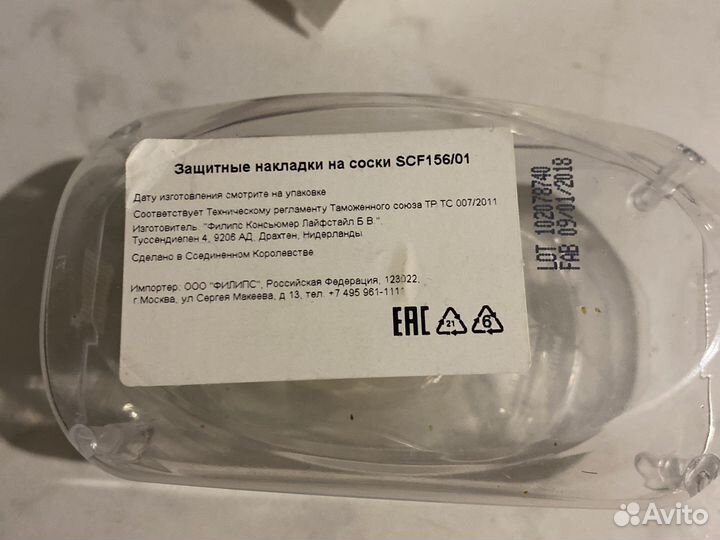 Защитные накладки на соски SCF156/01
Дату изготовления смотрите на упаковке
Соответствует Техническому регламенту Таможенного союза ТР ТС 007/2011
Изготовитель: "Филипс Консьюмер Лайфстайл Б.В.",
Туссендиепен 4, 9206 АД, Драхтен, Нидерланды
Сделано в Соединенном Королевстве
Импортер: ООО "ФИЛИПС", Российская Федерация, 123022,
г.Москва, ул Сергея Макеева, д 13, тел. +7 495 961-1111
EAC 21 6
LOT 102078740
FAB 09/01/2018
Avito